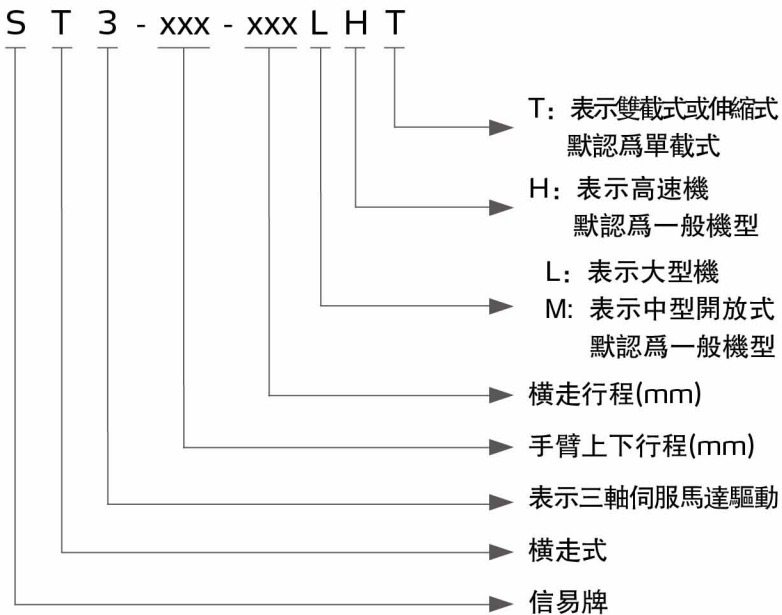 S T 3 - xxx - xxx L H T
T: 表示雙截式或伸縮式
默認爲單截式
H: 表示高速機
默認爲一般機型
L: 表示大型機
M: 表示中型開放式
默認爲一般機型
橫走行程(mm)
手臂上下行程(mm)
表示三軸伺服馬達驅動
橫走式
信易牌